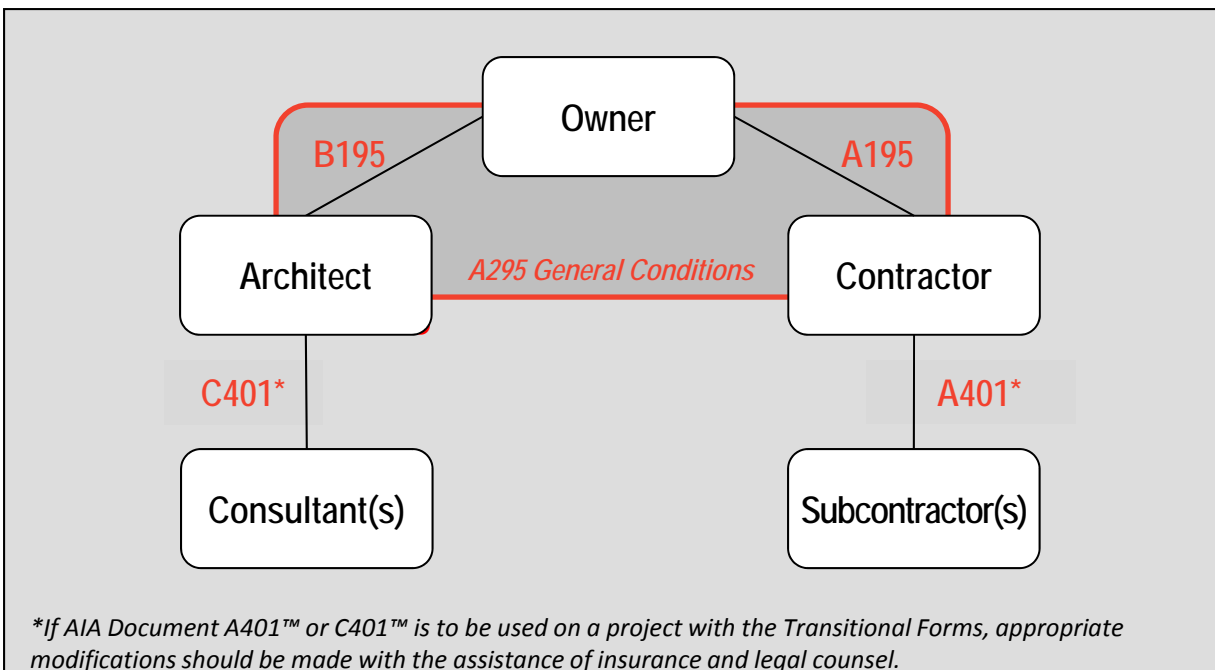 Owner
B195
A195
Architect
A295 General Conditions
Contractor
C401*
A401*
Consultant(s)
Subcontractor(s)
*If AIA Document A401™ or C401™ is to be used on a project with the Transitional Forms, appropriate
modifications should be made with the assistance of insurance and legal counsel.